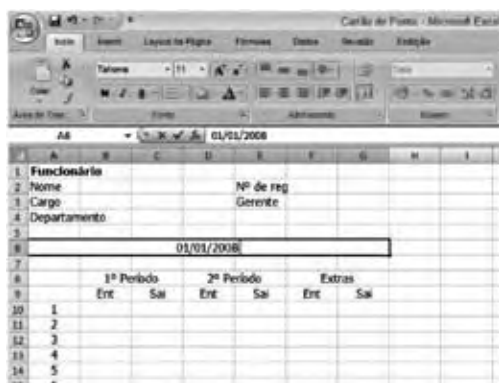 Cartão de Ponto - Microsoft Excel
Início Inserir Layout da Página Fórmulas Dados Revisão Exibição
Tahoma 11
Fonte Alinhamento Número
A6 01/01/2008
A B C D E F G H I
1 Funcionário
2 Nome Nº de reg
3 Cargo Gerente
4 Departamento
5
6 01/01/2008
7
8 1º Período 2º Período Extras
9 Ent Sai Ent Sai Ent Sai
10 1
11 2
12 3
13 4
14 5